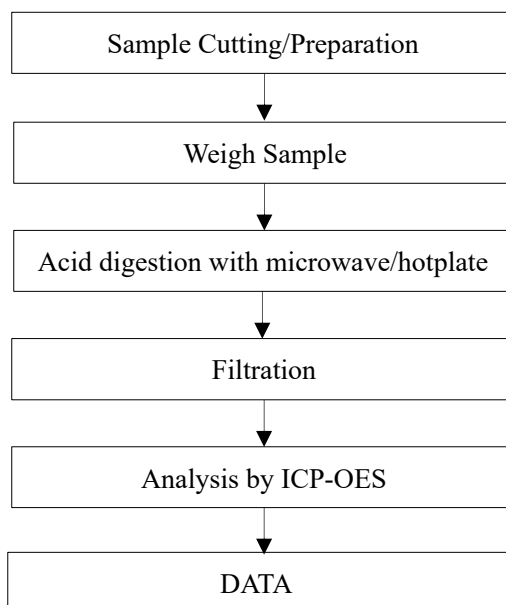 Sample Cutting/Preparation
Weigh Sample
Acid digestion with microwave/hotplate
Filtration
Analysis by ICP-OES
DATA